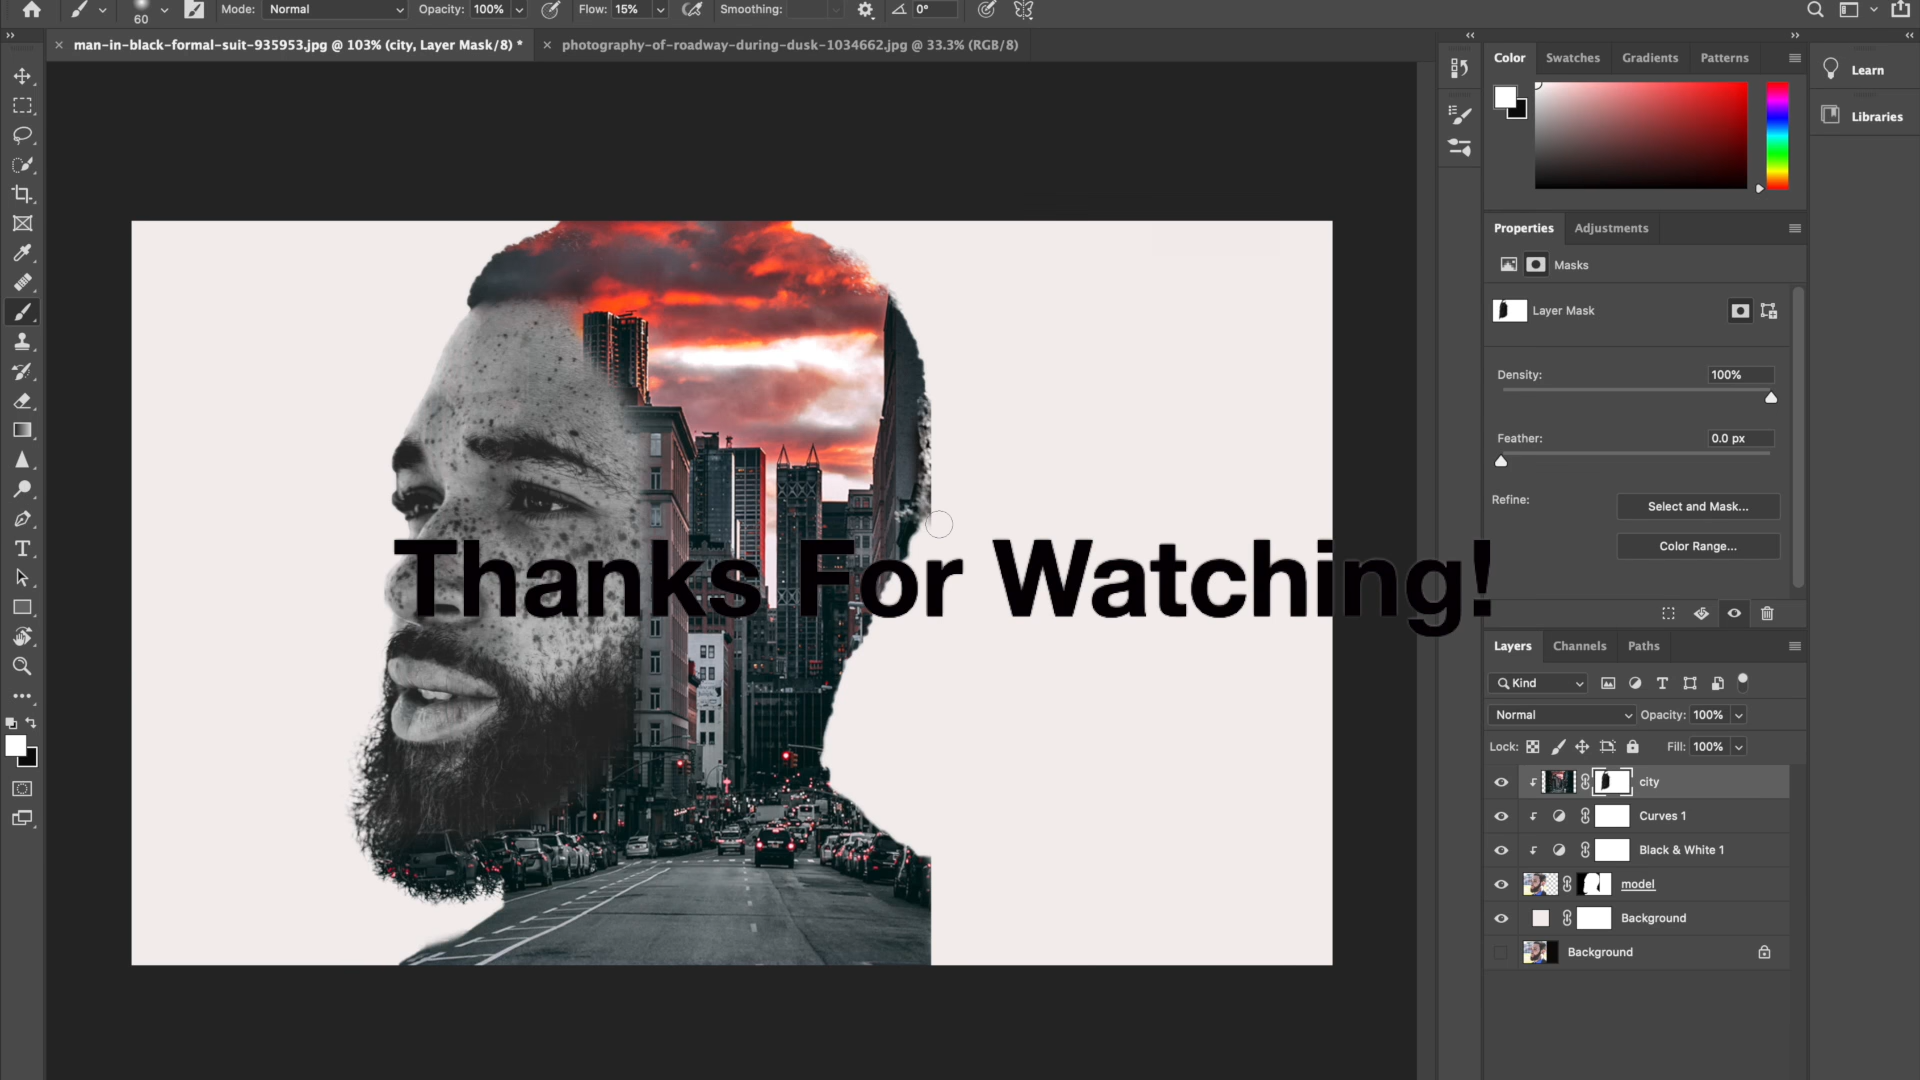 Mode: Normal Opacity: 100% Flow: 15% Smoothing: 0°
60
man-in-black-formal-suit-935953.jpg @ 103% (city, Layer Mask/8) * photography-of-roadway-during-dusk-1034662.jpg @ 33.3% (RGB/8)
Color Swatches Gradients Patterns
Learn
Libraries
Properties Adjustments
Masks
Layer Mask
Density: 100%
Feather: 0.0 px
Refine: Select and Mask...
Color Range...
Thanks For Watching!
Layers Channels Paths
Kind
Normal Opacity: 100%
Lock: Fill: 100%
city
Curves 1
Black & White 1
model
Background
Background